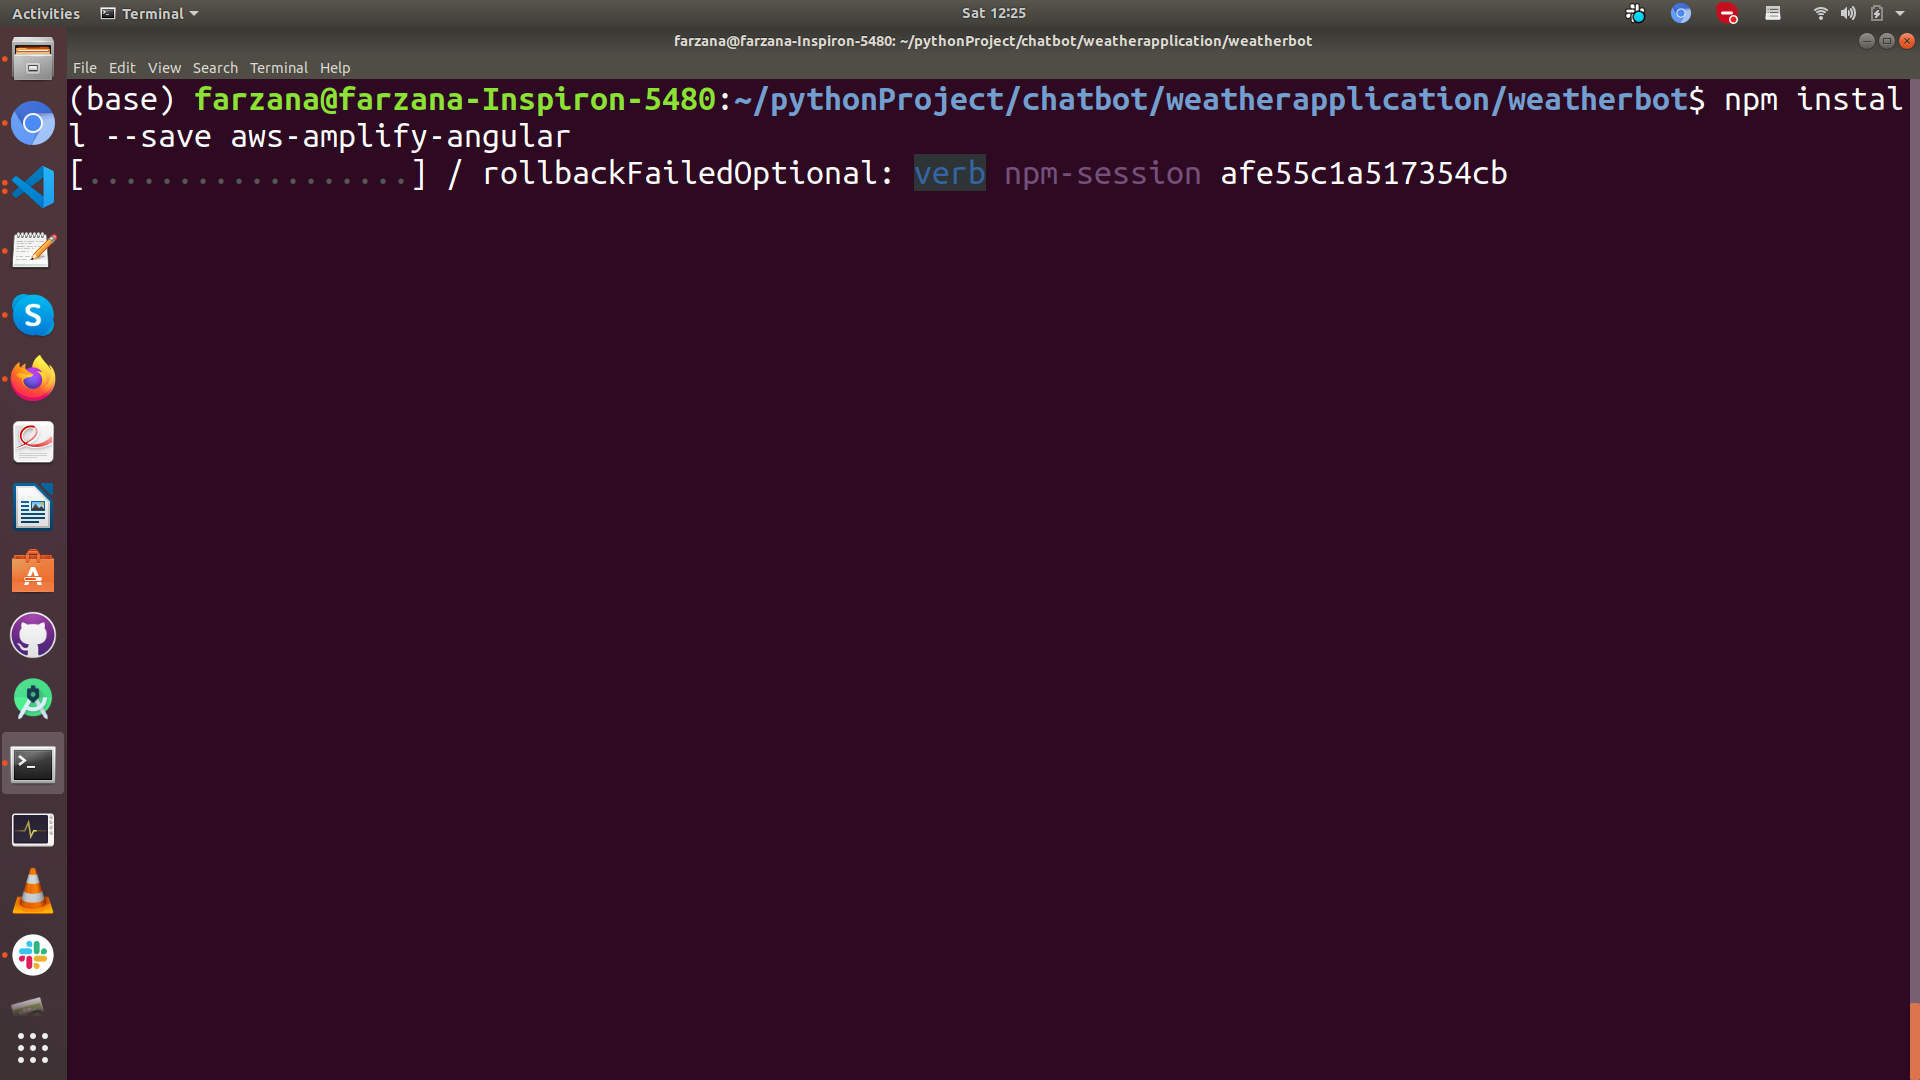 Activities Terminal Sat 12:25
farzana@farzana-Inspiron-5480: ~/pythonProject/chatbot/weatherapplication/weatherbot
File Edit View Search Terminal Help
(base) farzana@farzana-Inspiron-5480:~/pythonProject/chatbot/weatherapplication/weatherbot$ npm instal
l --save aws-amplify-angular
[..................] / rollbackFailedOptional: verb npm-session afe55c1a517354cb